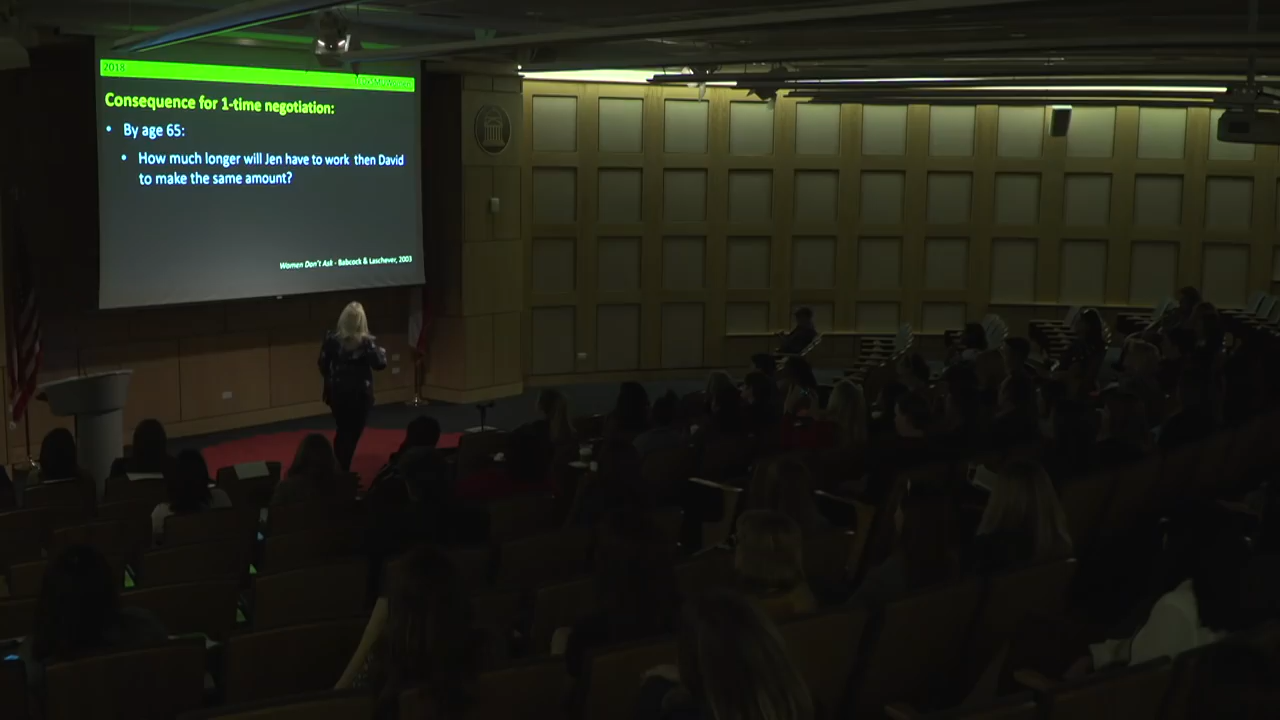 2018
Consequence for 1-time negotiation:
• By age 65:
• How much longer will Jen have to work then David
to make the same amount?
Women Don't Ask - Babcock & Laschever, 2003